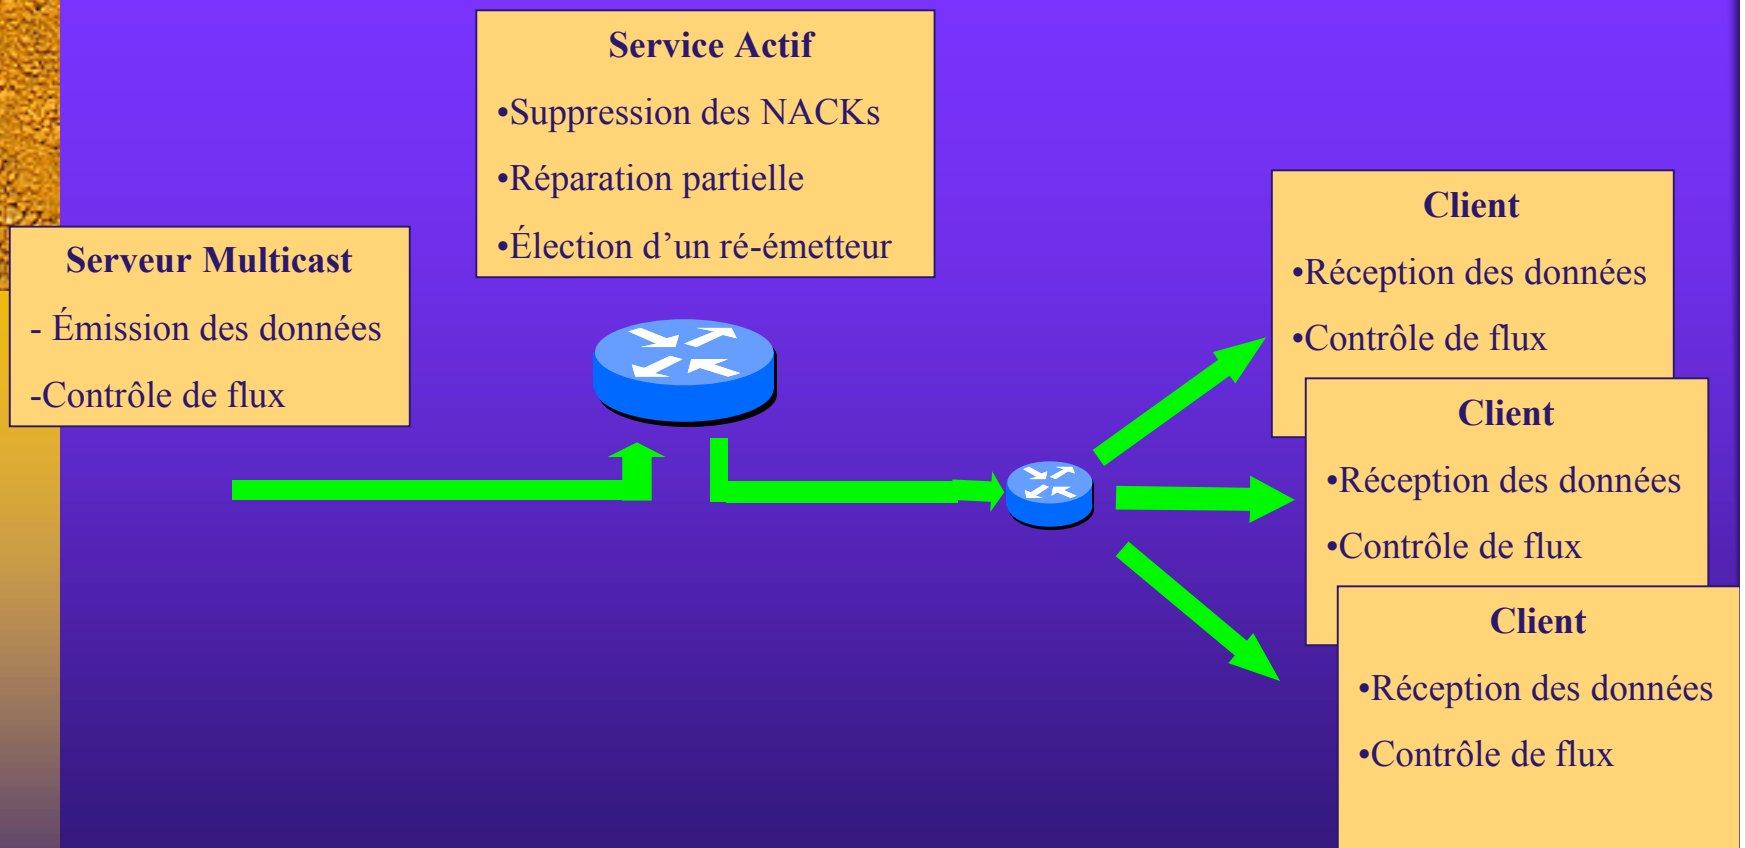 Service Actif
•Suppression des NACKs
•Réparation partielle
•Élection d’un ré-émetteur
Serveur Multicast
- Émission des données
-Contrôle de flux
Client
•Réception des données
•Contrôle de flux
Client
•Réception des données
•Contrôle de flux
Client
•Réception des données
•Contrôle de flux